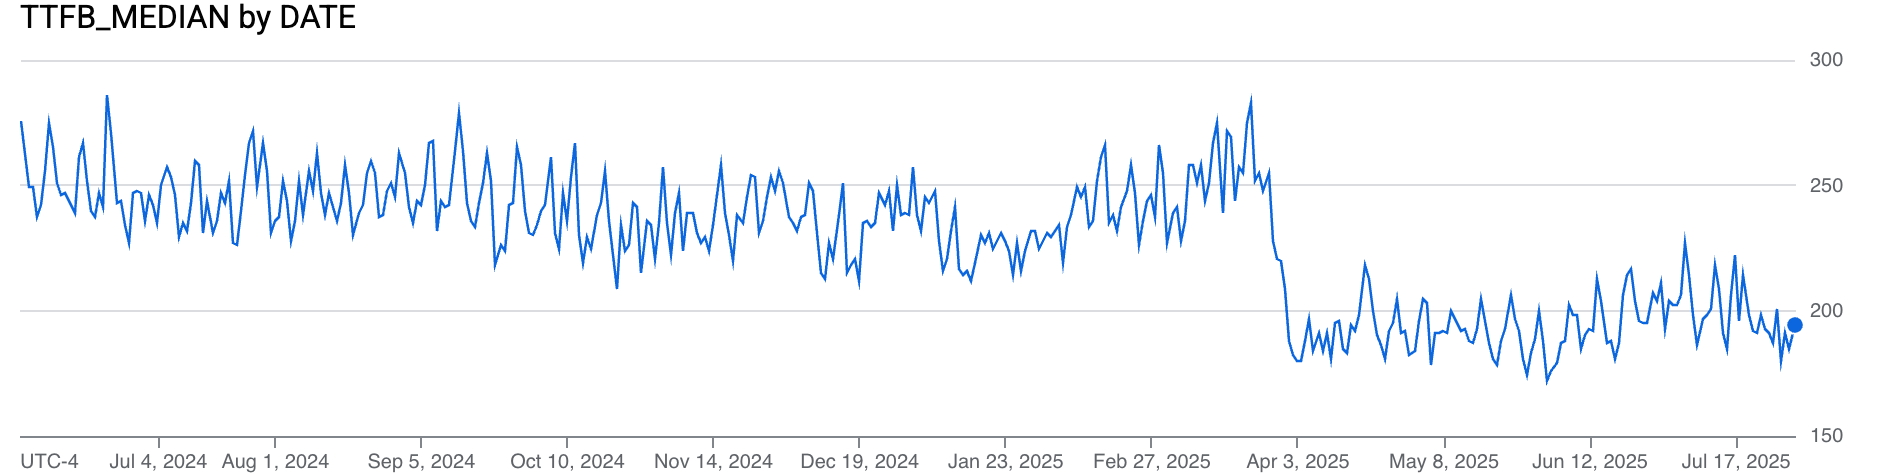 TTFB_MEDIAN by DATE
300
250
200
150
UTC-4 Jul 4, 2024 Aug 1, 2024 Sep 5, 2024 Oct 10, 2024 Nov 14, 2024 Dec 19, 2024 Jan 23, 2025 Feb 27, 2025 Apr 3, 2025 May 8, 2025 Jun 12, 2025 Jul 17, 2025